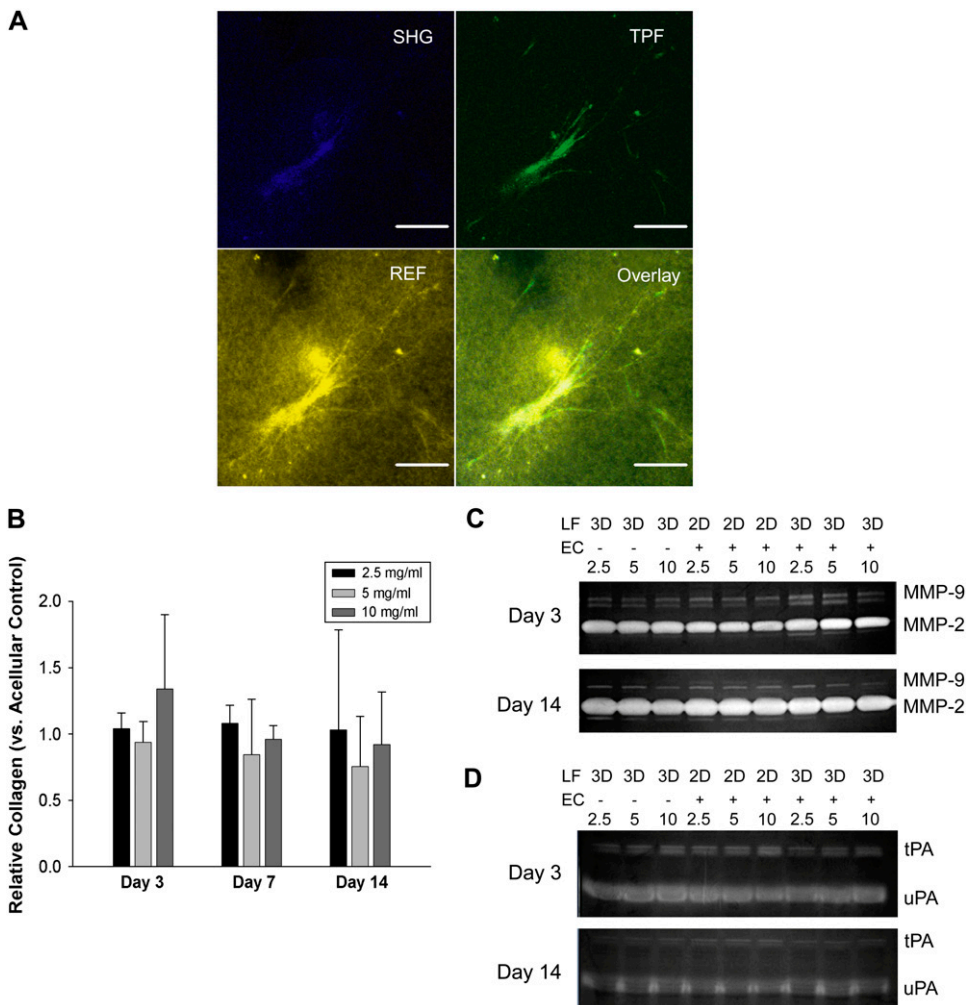 A
SHG
TPF
REF
Overlay
B
Relative Collagen (vs. Acellular Control)
2.5 mg/ml
5 mg/ml
10 mg/ml
2.0
1.5
1.0
0.5
0.0
Day 3
Day 7
Day 14
C
LF 3D 3D 3D 2D 2D 2D 3D 3D 3D
EC - - - + + + + + +
2.5 5 10 2.5 5 10 2.5 5 10
Day 3
MMP-9
MMP-2
Day 14
MMP-9
MMP-2
D
LF 3D 3D 3D 2D 2D 2D 3D 3D 3D
EC - - - + + + + + +
2.5 5 10 2.5 5 10 2.5 5 10
Day 3
tPA
uPA
Day 14
tPA
uPA